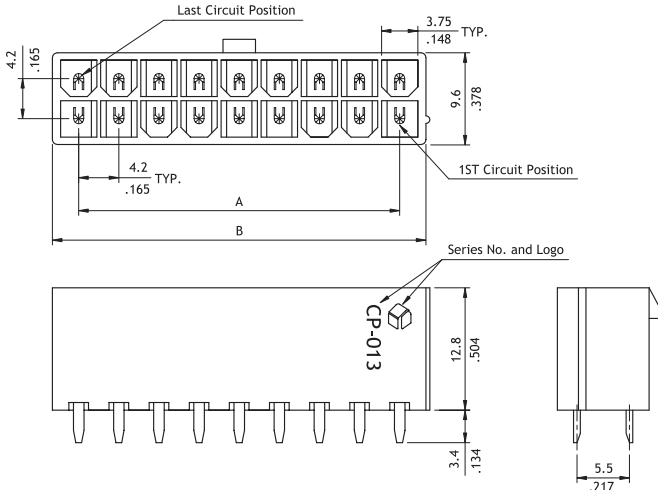 Last Circuit Position
3.75
.148
TYP.
4.2
.165
9.6
.378
4.2
.165
TYP.
1ST Circuit Position
A
B
Series No. and Logo
CP-013
12.8
.504
3.4
.134
5.5
.217